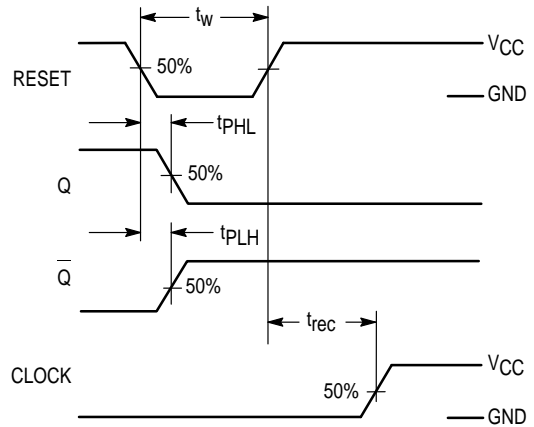 tw
VCC
50%
RESET
GND
tPHL
50%
Q
tPLH
Q̅
50%
trec
VCC
CLOCK
50%
GND